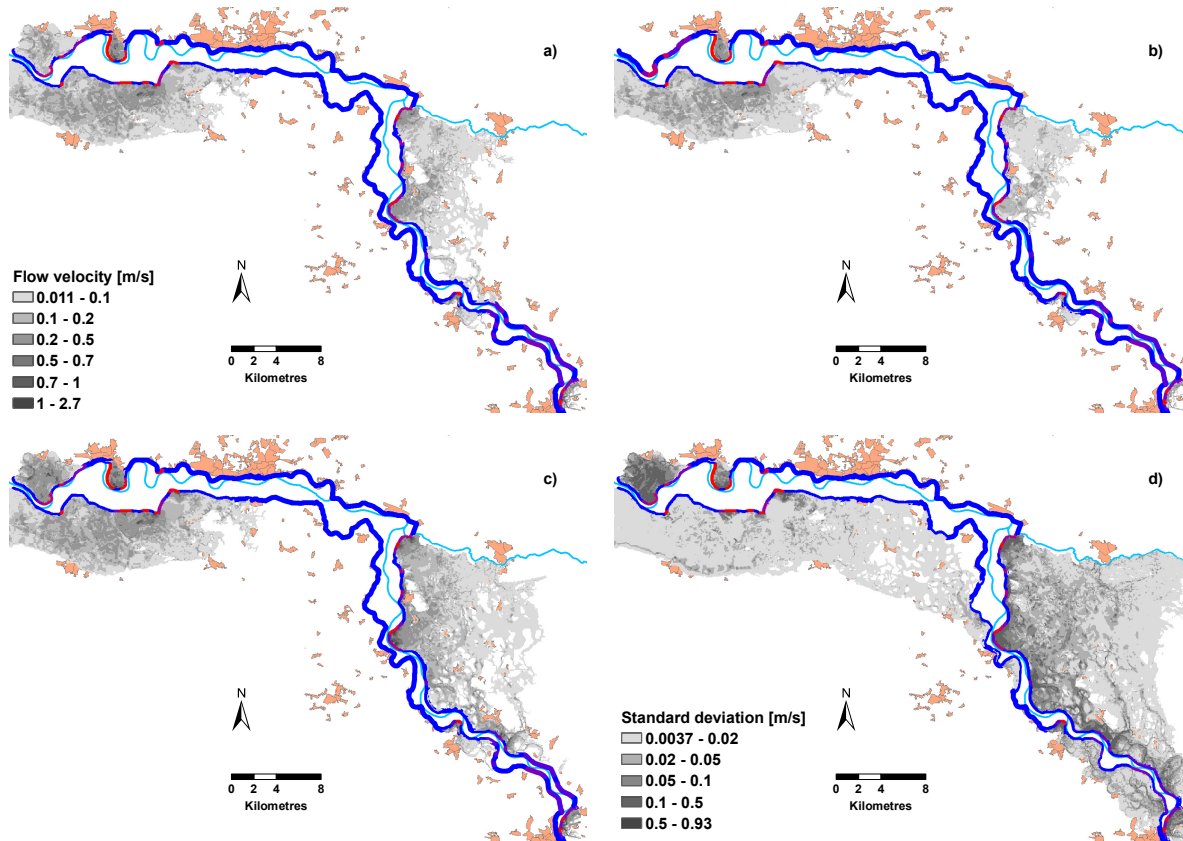 a)
N
Flow velocity [m/s]
0.011 - 0.1
0.1 - 0.2
0.2 - 0.5
0.5 - 0.7
0.7 - 1
1 - 2.7
0 2 4 8
Kilometres
b)
N
0 2 4 8
Kilometres
c)
N
0 2 4 8
Kilometres
d)
N
Standard deviation [m/s]
0.0037 - 0.02
0.02 - 0.05
0.05 - 0.1
0.1 - 0.5
0.5 - 0.93
0 2 4 8
Kilometres